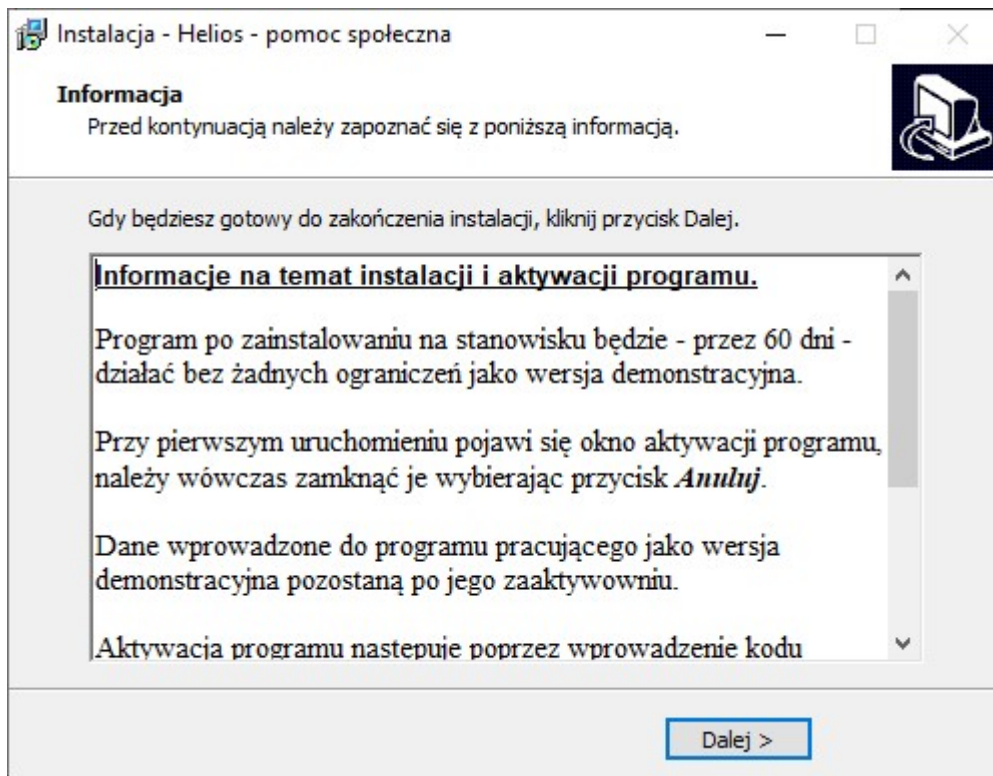 Instalacja - Helios - pomoc społeczna
Informacja
Przed kontynuacją należy zapoznać się z poniższą informacją.
Gdy będziesz gotowy do zakończenia instalacji, kliknij przycisk Dalej.
Informacje na temat instalacji i aktywacji programu.
Program po zainstalowaniu na stanowisku będzie - przez 60 dni -
działać bez żadnych ograniczeń jako wersja demonstracyjna.
Przy pierwszym uruchomieniu pojawi się okno aktywacji programu,
należy wówczas zamknąć je wybierając przycisk Anuluj.
Dane wprowadzone do programu pracującego jako wersja
demonstracyjna pozostaną po jego zaaktywowniu.
Aktywacja programu następuje poprzez wprowadzenie kodu
Dalej >